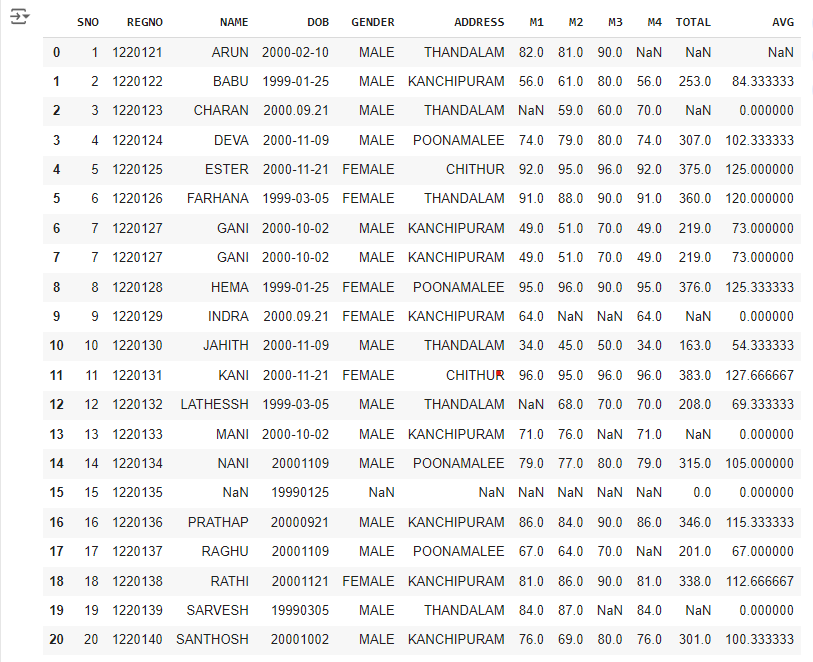 SNO REGNO NAME DOB GENDER ADDRESS M1 M2 M3 M4 TOTAL AVG
0 1 1220121 ARUN 2000-02-10 MALE THANDALAM 82.0 81.0 90.0 NaN NaN NaN
1 2 1220122 BABU 1999-01-25 MALE KANCHIPURAM 56.0 61.0 80.0 56.0 253.0 84.333333
2 3 1220123 CHARAN 2000.09.21 MALE THANDALAM NaN 59.0 60.0 70.0 NaN 0.000000
3 4 1220124 DEVA 2000-11-09 MALE POONAMALEE 74.0 79.0 80.0 74.0 307.0 102.333333
4 5 1220125 ESTER 2000-11-21 FEMALE CHITHUR 92.0 95.0 96.0 92.0 375.0 125.000000
5 6 1220126 FARHANA 1999-03-05 FEMALE THANDALAM 91.0 88.0 90.0 91.0 360.0 120.000000
6 7 1220127 GANI 2000-10-02 MALE KANCHIPURAM 49.0 51.0 70.0 49.0 219.0 73.000000
7 7 1220127 GANI 2000-10-02 MALE KANCHIPURAM 49.0 51.0 70.0 49.0 219.0 73.000000
8 8 1220128 HEMA 1999-01-25 FEMALE POONAMALEE 95.0 96.0 90.0 95.0 376.0 125.333333
9 9 1220129 INDRA 2000.09.21 FEMALE KANCHIPURAM 64.0 NaN NaN 64.0 NaN 0.000000
10 10 1220130 JAHITH 2000-11-09 MALE THANDALAM 34.0 45.0 50.0 34.0 163.0 54.333333
11 11 1220131 KANI 2000-11-21 FEMALE CHITHUR 96.0 95.0 96.0 96.0 383.0 127.666667
12 12 1220132 LATHESSH 1999-03-05 MALE THANDALAM NaN 68.0 70.0 70.0 208.0 69.333333
13 13 1220133 MANI 2000-10-02 MALE KANCHIPURAM 71.0 76.0 NaN 71.0 NaN 0.000000
14 14 1220134 NANI 20001109 MALE POONAMALEE 79.0 77.0 80.0 79.0 315.0 105.000000
15 15 1220135 NaN 19990125 NaN NaN NaN NaN NaN NaN 0.0 0.000000
16 16 1220136 PRATHAP 20000921 MALE KANCHIPURAM 86.0 84.0 90.0 86.0 346.0 115.333333
17 17 1220137 RAGHU 20001109 MALE POONAMALEE 67.0 64.0 70.0 NaN 201.0 67.000000
18 18 1220138 RATHI 20001121 FEMALE KANCHIPURAM 81.0 86.0 90.0 81.0 338.0 112.666667
19 19 1220139 SARVESH 19990305 MALE THANDALAM 84.0 87.0 NaN 84.0 NaN 0.000000
20 20 1220140 SANTHOSH 20001002 MALE KANCHIPURAM 76.0 69.0 80.0 76.0 301.0 100.333333